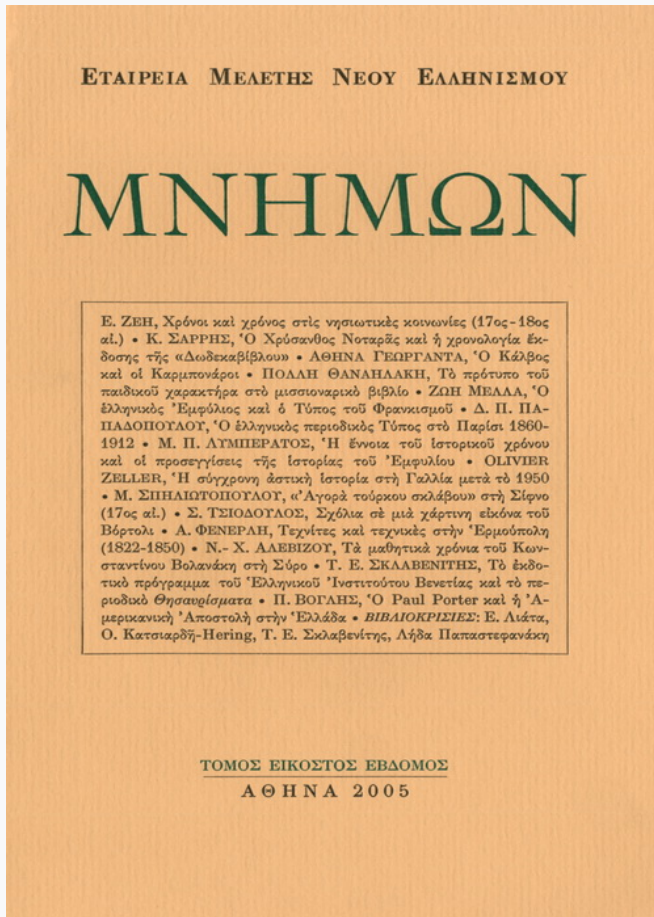 ΕΤΑΙΡΕΙΑ ΜΕΛΕΤΗΣ ΝΕΟΥ ΕΛΛΗΝΙΣΜΟΥ
ΜΝΗΜΩΝ
Ε. ΖΕΗ, Χρόνοι καὶ χρόνος στὶς νησιωτικὲς κοινωνίες (17ος-18ος
αἰ.) • Κ. ΣΑΡΡΗΣ, Ὁ Χρύσανθος Νοταρᾶς καὶ ἡ χρονολογία ἔκ-
δοσης τῆς «Δωδεκαβίβλου» • ΑΘΗΝΑ ΓΕΩΡΓΑΝΤΑ, Ὁ Κάλβος
καὶ οἱ Καρμπονάροι • ΠΟΛΛΗ ΘΑΝΑΗΛΑΚΗ, Τὸ πρότυπο τοῦ
παιδικοῦ χαρακτήρα στὸ μισσιοναρικὸ βιβλίο • ΖΩΗ ΜΕΛΛΑ, Ὁ
ἑλληνικὸς Ἐμφύλιος καὶ ὁ Τύπος τοῦ Φρανκισμοῦ • Δ. Π. ΠΑ-
ΠΑΔΟΠΟΥΛΟΥ, Ὁ ἑλληνικὸς περιοδικὸς Τύπος στὸ Παρίσι 1860-
1912 • Μ. Π. ΛΥΜΠΕΡΑΤΟΣ, Ἡ ἔννοια τοῦ ἱστορικοῦ χρόνου
καὶ οἱ προσεγγίσεις τῆς ἱστορίας τοῦ Ἐμφυλίου • OLIVIER
ZELLER, Ἡ σύγχρονη ἀστικὴ ἱστορία στὴ Γαλλία μετὰ τὸ 1950
• Μ. ΣΠΗΛΙΩΤΟΠΟΥΛΟΥ, «Ἀγορὰ τούρκου σκλάβου» στὴ Σίφνο
(17ος αἰ.) • Σ. ΤΣΙΟΔΟΥΛΟΣ, Σχόλια σὲ μιὰ χάρτινη εἰκόνα τοῦ
Βόρτολι • Α. ΦΕΝΕΡΛΗ, Τεχνίτες καὶ τεχνικὲς στὴν Ἑρμούπολη
(1822-1850) • Ν.- Χ. ΑΛΕΒΙΖΟΥ, Τὰ μαθητικὰ χρόνια τοῦ Κων-
σταντίνου Βολανάκη στὴ Σύρο • Τ. Ε. ΣΚΛΑΒΕΝΙΤΗΣ, Τὸ ἐκδο-
τικὸ πρόγραμμα τοῦ Ἑλληνικοῦ Ἰνστιτούτου Βενετίας καὶ τὸ πε-
ριοδικὸ Θησαυρίσματα • Π. ΒΟΓΛΗΣ, Ὁ Paul Porter καὶ ἡ Ἀ-
μερικανικὴ Ἀποστολὴ στὴν Ἑλλάδα • ΒΙΒΛΙΟΚΡΙΣΙΕΣ: Ε. Λιάτα,
Ο. Κατσιαρδῆ-Hering, Τ. Ε. Σκλαβενίτης, Λήδα Παπαστεφανάκη
ΤΟΜΟΣ ΕΙΚΟΣΤΟΣ ΕΒΔΟΜΟΣ
ΑΘΗΝΑ 2005